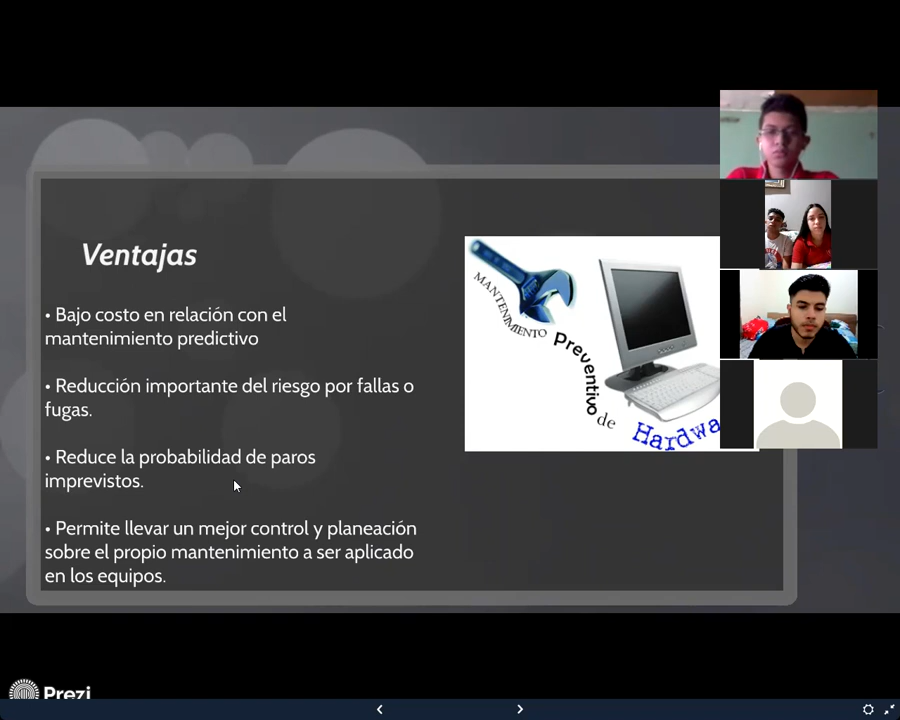 Ventajas
• Bajo costo en relación con el
mantenimiento predictivo
• Reducción importante del riesgo por fallas o
fugas.
• Reduce la probabilidad de paros
imprevistos.
• Permite llevar un mejor control y planeación
sobre el propio mantenimiento a ser aplicado
en los equipos.
MANTENIMIENTO
Preventivo
de
Hardwa
Prezi